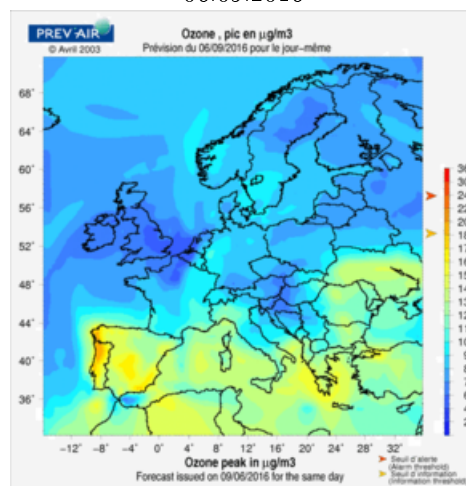 PREV'AIR
© Avril 2003
Ozone , pic en µg/m3
Prévision du 06/09/2016 pour le jour-même
68°
64°
60°
56°
52°
48°
44°
40°
36°
-12° -8° -4° 0° 4° 8° 12° 16° 20° 24° 28° 32°
Ozone peak in µg/m3
Forecast issued on 09/06/2016 for the same day
Seuil d'alerte
(Alarm threshold)
Seuil d'information
(Information threshold